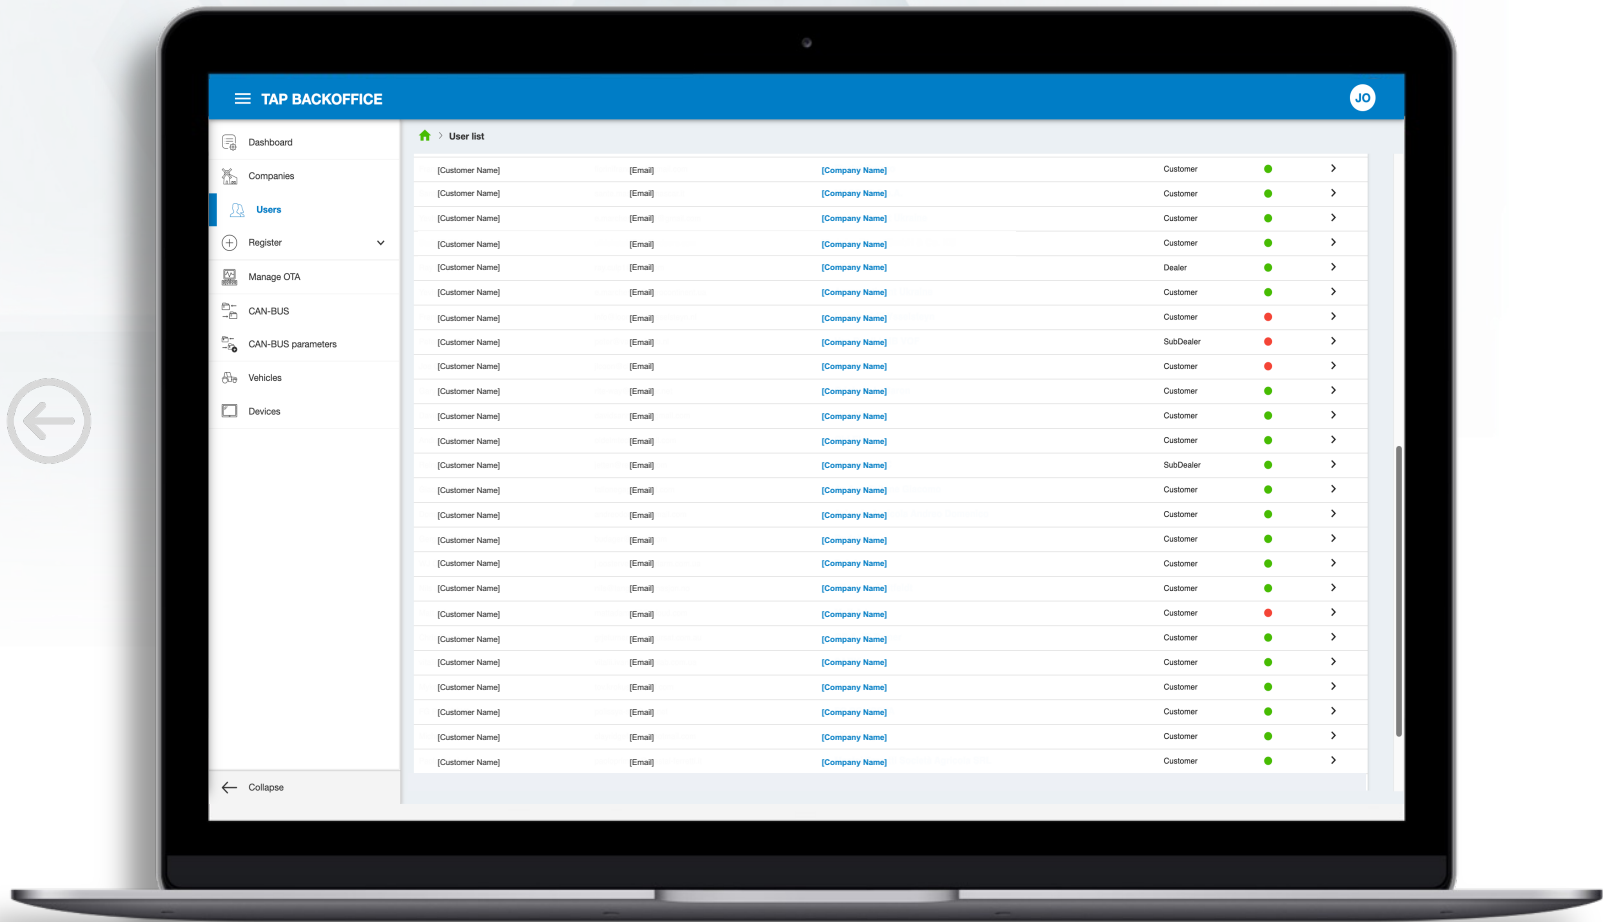 TAP BACKOFFICE
JO
Dashboard
Companies
Users
Register
Manage OTA
CAN-BUS
CAN-BUS parameters
Vehicles
Devices
Collapse
User list
[Customer Name] [Email] [Company Name] Customer
[Customer Name] [Email] [Company Name] Customer
[Customer Name] [Email] [Company Name] Customer
[Customer Name] [Email] [Company Name] Customer
[Customer Name] [Email] [Company Name] Dealer
[Customer Name] [Email] [Company Name] Customer
[Customer Name] [Email] [Company Name] Customer
[Customer Name] [Email] [Company Name] SubDealer
[Customer Name] [Email] [Company Name] Customer
[Customer Name] [Email] [Company Name] Customer
[Customer Name] [Email] [Company Name] Customer
[Customer Name] [Email] [Company Name] Customer
[Customer Name] [Email] [Company Name] SubDealer
[Customer Name] [Email] [Company Name] Customer
[Customer Name] [Email] [Company Name] Customer
[Customer Name] [Email] [Company Name] Customer
[Customer Name] [Email] [Company Name] Customer
[Customer Name] [Email] [Company Name] Customer
[Customer Name] [Email] [Company Name] Customer
[Customer Name] [Email] [Company Name] Customer
[Customer Name] [Email] [Company Name] Customer
[Customer Name] [Email] [Company Name] Customer
[Customer Name] [Email] [Company Name] Customer
[Customer Name] [Email] [Company Name] Customer
[Customer Name] [Email] [Company Name] Customer